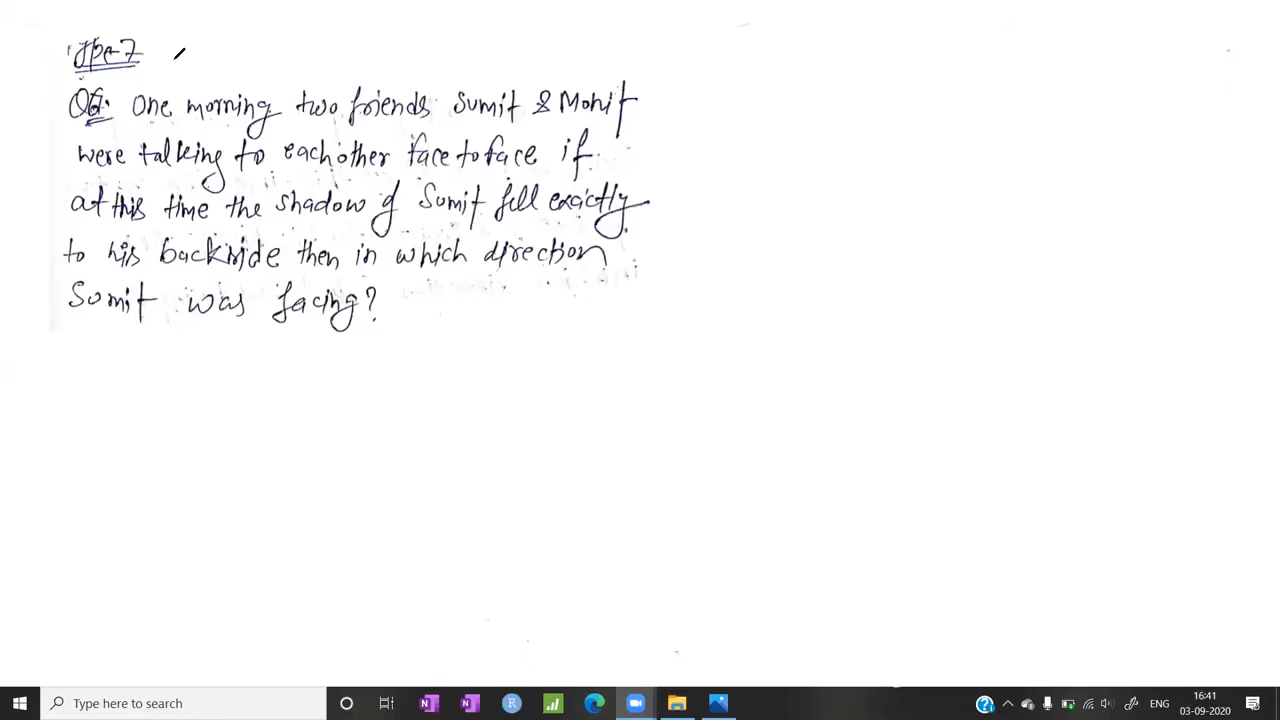 Type-7
Q6. One morning two friends Sumit & Mohit
were talking to each other face to face if
at this time the shadow of Sumit fell exactly
to his backside then in which direction
Sumit was facing?
Type here to search
ENG
16:41
03-09-2020